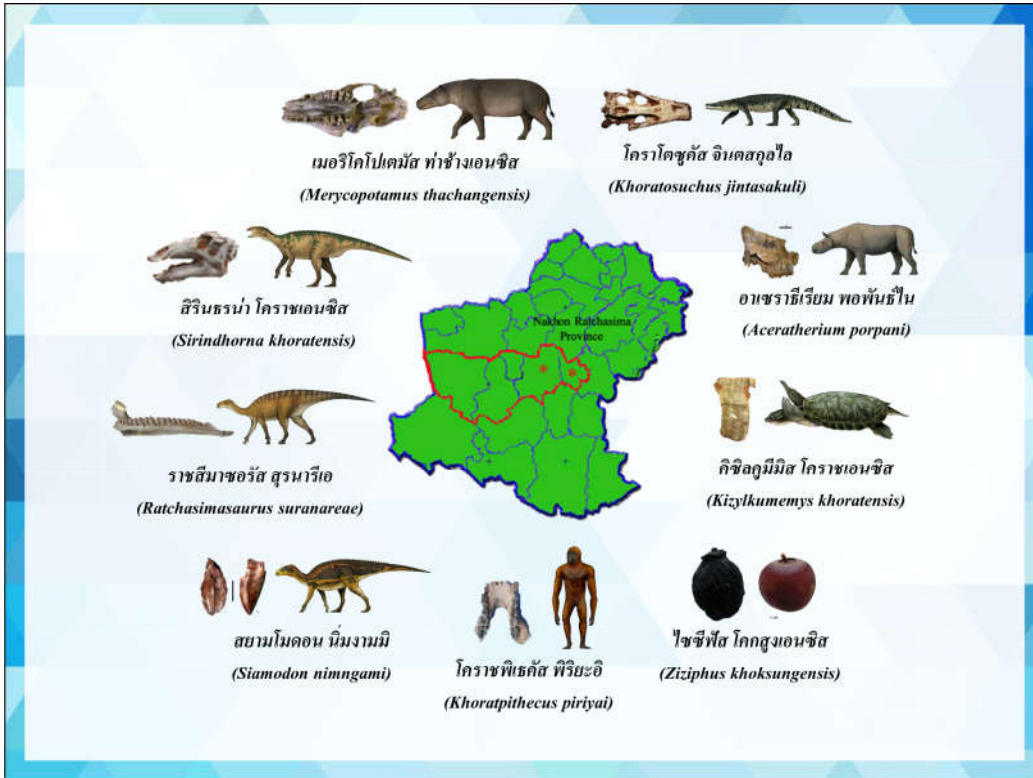 เมอริโคโปเตมัส ท่าช้างเอนซิส
(Merycopotamus thachangensis)
โคราโตซูคัส จินตสกุลไล
(Khoratosuchus jintasakuli)
สิรินธรน่า โคราชเอนซิส
(Sirindhorna khoratensis)
อาเซราธีเรียม พอพันธ์ไน
(Aceratherium porpani)
Nakhon Ratchasima
Province
ราชสีมาซอรัส สุรนารีเอ
(Ratchasimasaurus suranareae)
คิซิลคูมีมิส โคราชเอนซิส
(Kizylkumemys khoratensis)
สยามโมดอน นิ่มงามมิ
(Siamodon nimngami)
โคราชพิเธคัส พิริยะอิ
(Khoratpithecus piriyai)
ไซซีฟัส โคกสูงเอนซิส
(Ziziphus khoksungensis)